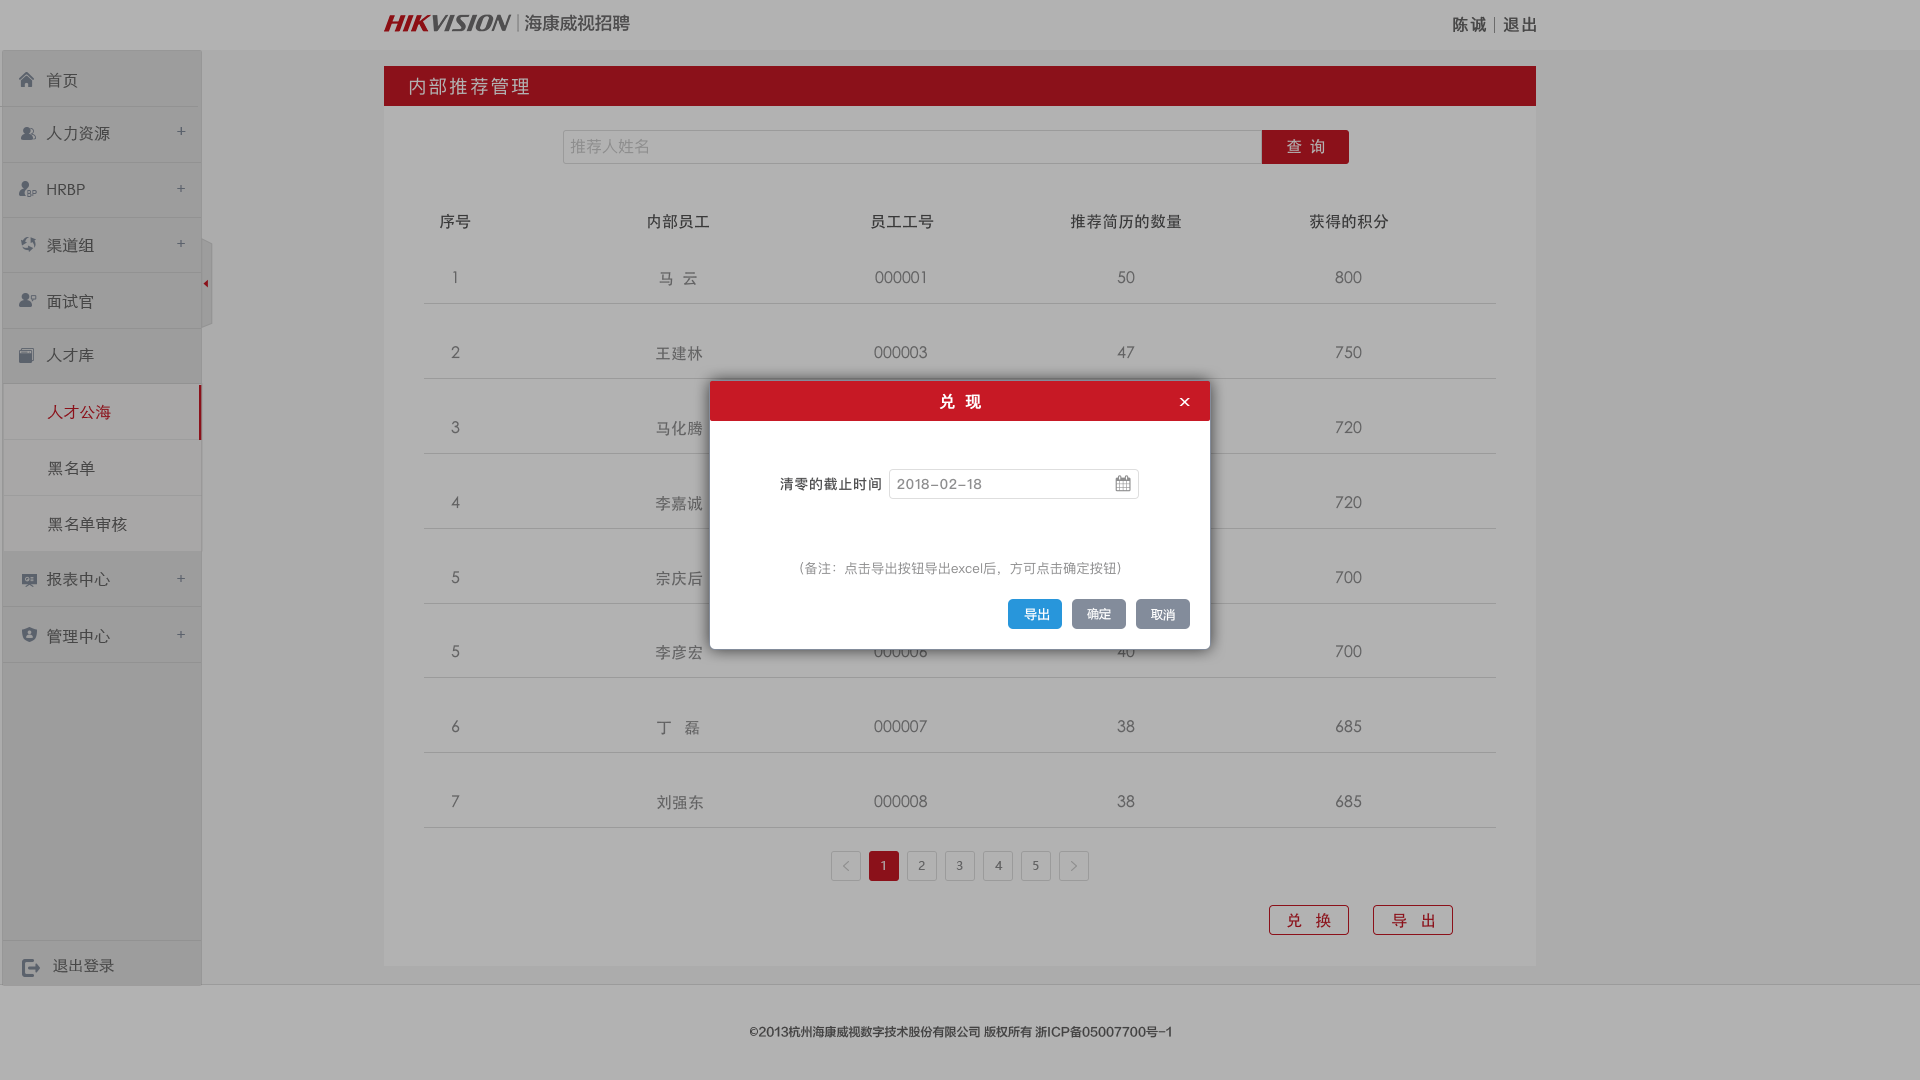 HIKVISION | 海康威视招聘
陈诚 | 退出
首页
人力资源 +
HRBP +
渠道组 +
面试官
人才库
人才公海
黑名单
黑名单审核
报表中心 +
管理中心 +
退出登录
内部推荐管理
推荐人姓名 查 询
序号 内部员工 员工工号 推荐简历的数量 获得的积分
1 马 云 000001 50 800
2 王建林 000003 47 750
3 马化腾 720
4 李嘉诚 720
5 宗庆后 700
5 李彦宏 000006 40 700
6 丁 磊 000007 38 685
7 刘强东 000008 38 685
兑 现 ×
清零的截止时间 2018-02-18
（备注：点击导出按钮导出excel后，方可点击确定按钮）
导出 确定 取消
< 1 2 3 4 5 >
兑 换 导 出
©2013杭州海康威视数字技术股份有限公司 版权所有 浙ICP备05007700号-1